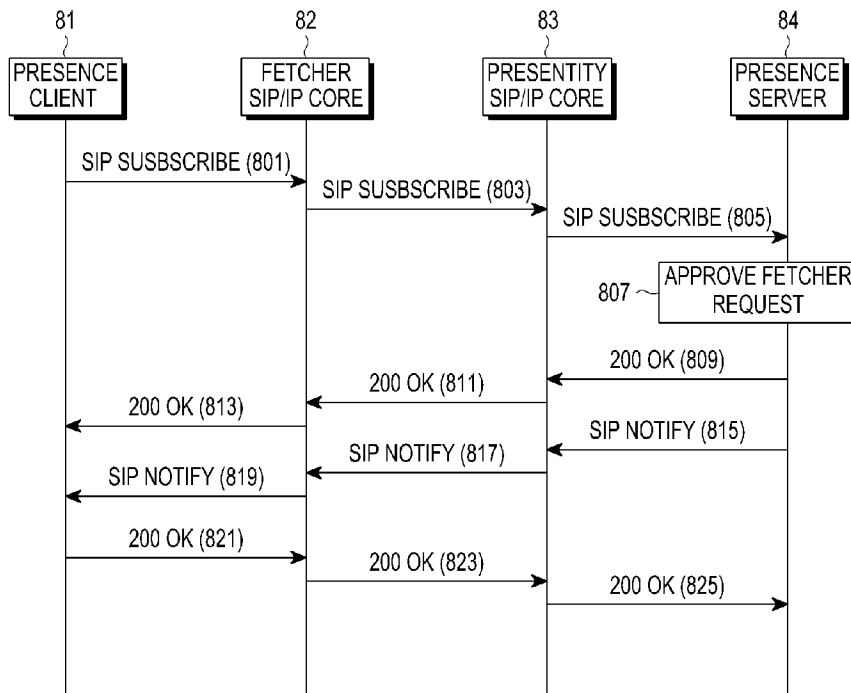 81
82
83
84
PRESENCE
CLIENT
FETCHER
SIP/IP CORE
PRESENTITY
SIP/IP CORE
PRESENCE
SERVER
SIP SUSBSCRIBE (801)
SIP SUSBSCRIBE (803)
SIP SUSBSCRIBE (805)
807
APPROVE FETCHER
REQUEST
200 OK (809)
200 OK (811)
200 OK (813)
SIP NOTIFY (815)
SIP NOTIFY (817)
SIP NOTIFY (819)
200 OK (821)
200 OK (823)
200 OK (825)